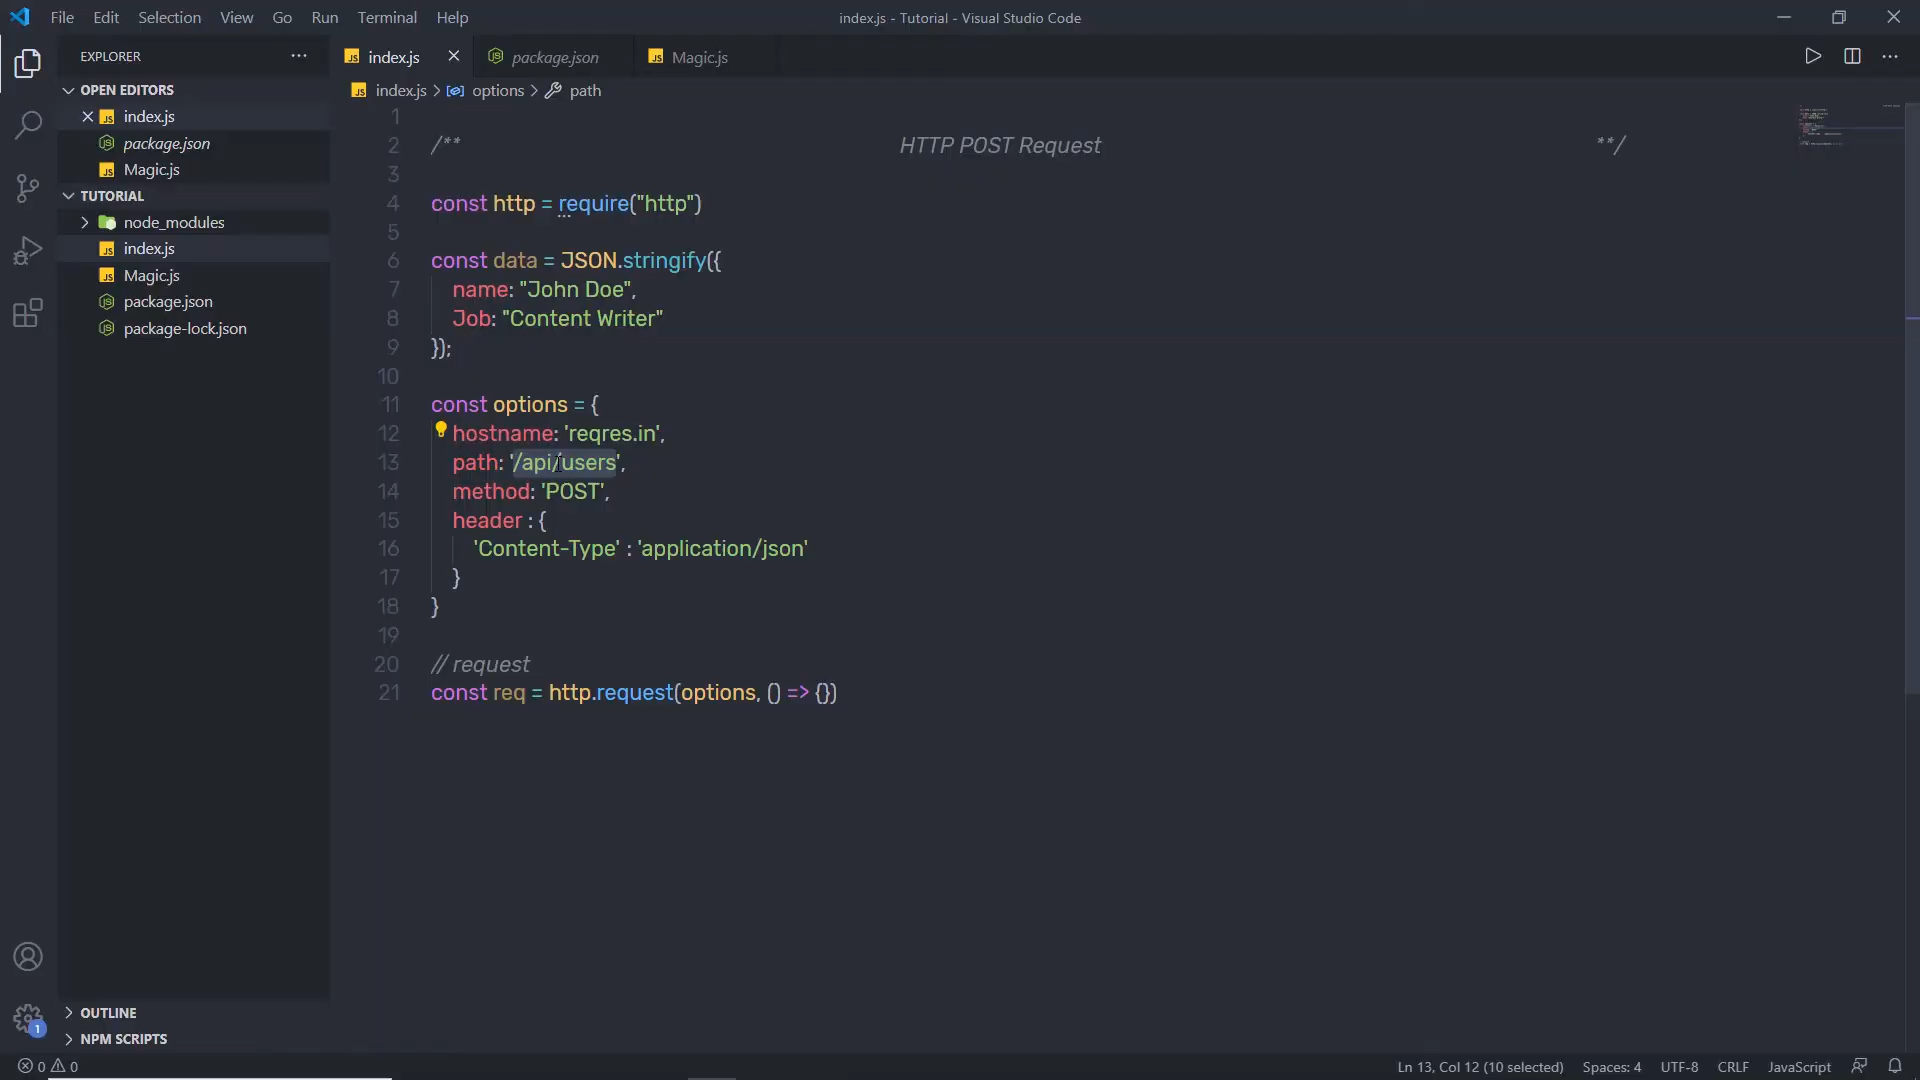 File Edit Selection View Go Run Terminal Help
index.js - Tutorial - Visual Studio Code
EXPLORER
index.js
package.json
Magic.js
OPEN EDITORS
index.js
package.json
Magic.js
TUTORIAL
node_modules
index.js
Magic.js
package.json
package-lock.json
index.js > options > path
1
2 /** HTTP POST Request **/
3
4 const http = require("http")
5
6 const data = JSON.stringify({
7 name: "John Doe",
8 Job: "Content Writer"
9 });
10
11 const options = {
12 hostname: 'reqres.in',
13 path: '/api/users',
14 method: 'POST',
15 header : {
16 'Content-Type' : 'application/json'
17 }
18 }
19
20 // request
21 const req = http.request(options, () => {})
OUTLINE
1
NPM SCRIPTS
0 0
Ln 13, Col 12 (10 selected) Spaces: 4 UTF-8 CRLF JavaScript